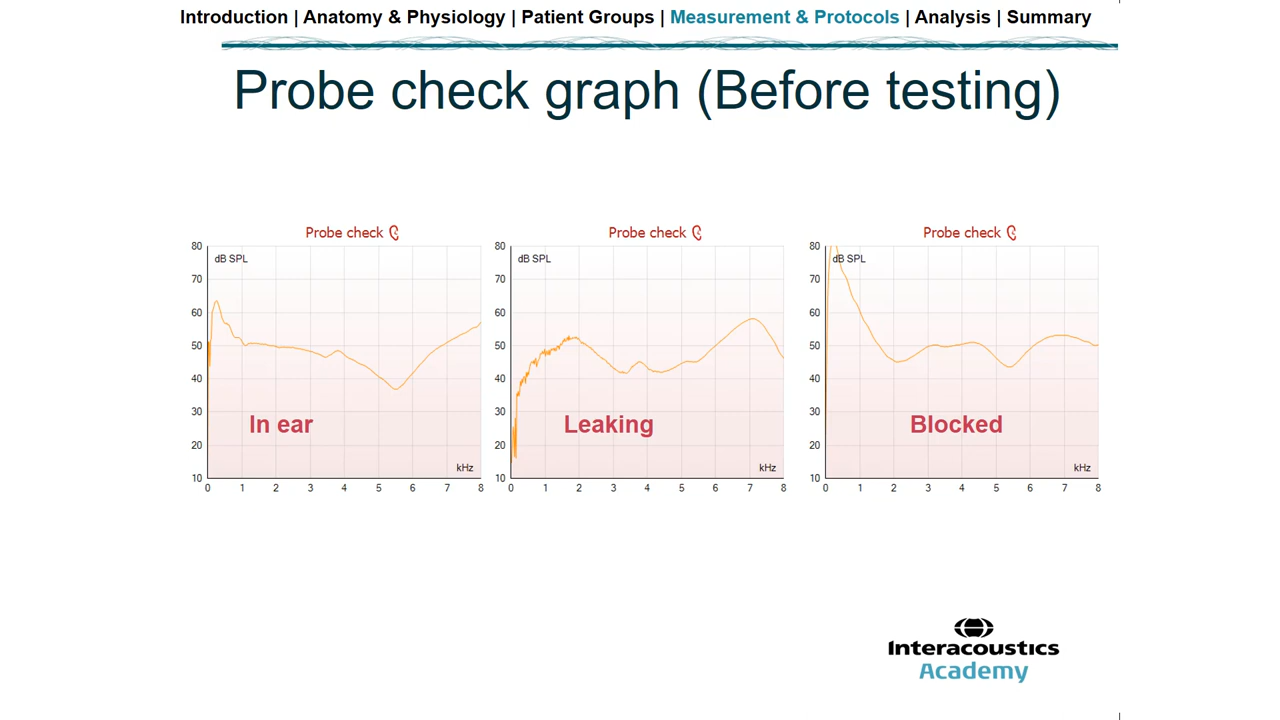 Introduction | Anatomy & Physiology | Patient Groups | Measurement & Protocols | Analysis | Summary
Probe check graph (Before testing)
Probe check
80
dB SPL
70
60
50
40
30
In ear
20
kHz
10
0 1 2 3 4 5 6 7 8
Probe check
80
dB SPL
70
60
50
40
30
Leaking
20
kHz
10
0 1 2 3 4 5 6 7 8
Probe check
80
dB SPL
70
60
50
40
30
Blocked
20
kHz
10
0 1 2 3 4 5 6 7 8
Interacoustics
Academy